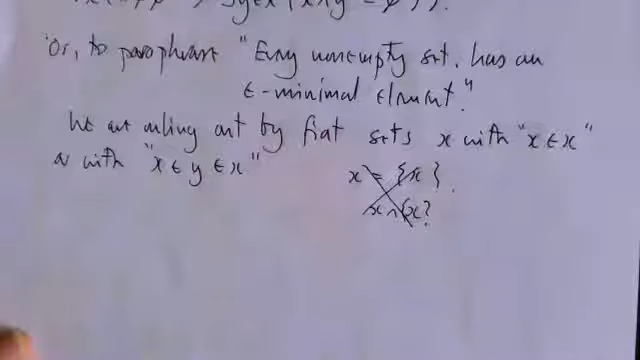 ∀x (x ≠ ∅ → ∃y∈x (x∩y = ∅)).
Or, to paraphrase "Every nonempty set, has an
∈-minimal element."
We are ruling out by fiat sets x with "x ∈ x"
or with "x ∈ y ∈ x"
x = {x}.
x ∩ {x}